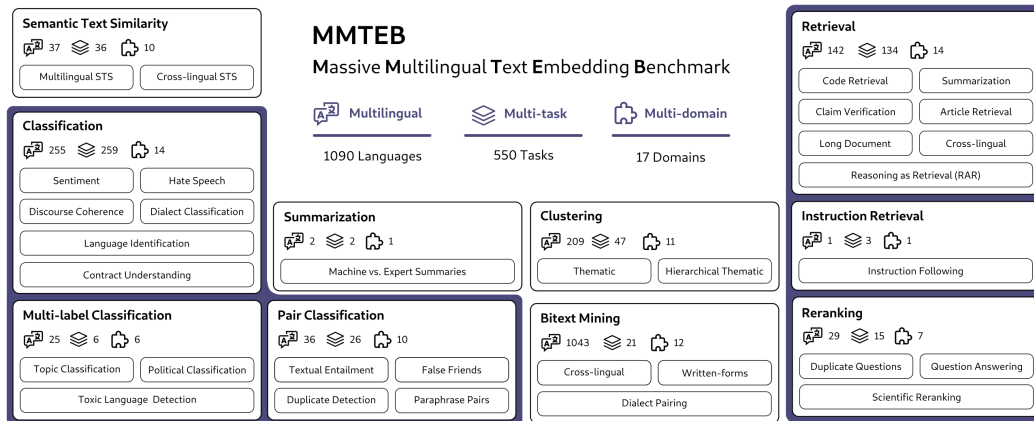 Semantic Text Similarity
37 36 10
Multilingual STS Cross-lingual STS
Classification
255 259 14
Sentiment Hate Speech
Discourse Coherence Dialect Classification
Language Identification
Contract Understanding
Multi-label Classification
25 6 6
Topic Classification Political Classification
Toxic Language Detection
MMTEB
Massive Multilingual Text Embedding Benchmark
Multilingual Multi-task Multi-domain
1090 Languages 550 Tasks 17 Domains
Summarization
2 2 1
Machine vs. Expert Summaries
Pair Classification
36 26 10
Textual Entailment False Friends
Duplicate Detection Paraphrase Pairs
Clustering
209 47 11
Thematic Hierarchical Thematic
Bitext Mining
1043 21 12
Cross-lingual Written-forms
Dialect Pairing
Retrieval
142 134 14
Code Retrieval Summarization
Claim Verification Article Retrieval
Long Document Cross-lingual
Reasoning as Retrieval (RAR)
Instruction Retrieval
1 3 1
Instruction Following
Reranking
29 15 7
Duplicate Questions Question Answering
Scientific Reranking